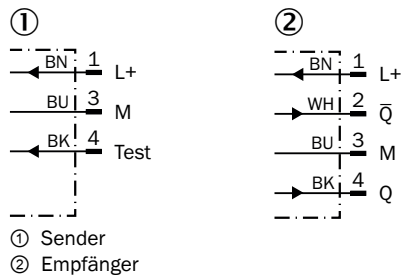 ①
BN 1 L+
BU 3 M
BK 4 Test
②
BN 1 L+
WH 2 Q̅
BU 3 M
BK 4 Q
① Sender
② Empfänger